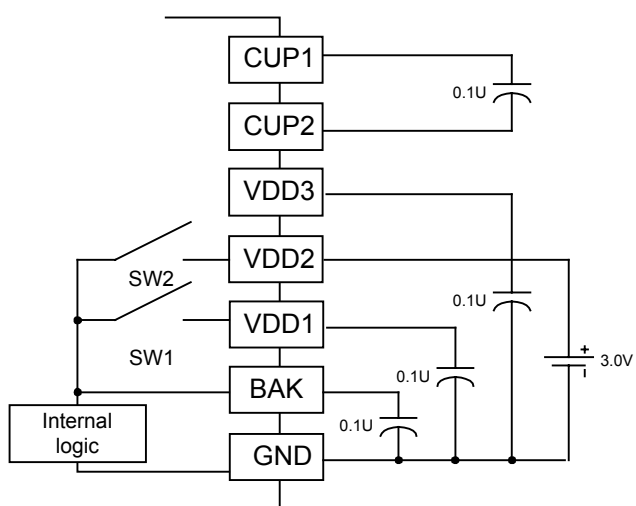 CUP1
0.1U
CUP2
VDD3
VDD2
SW2
0.1U
VDD1
+
3.0V
SW1
0.1U
BAK
0.1U
Internal
logic
GND